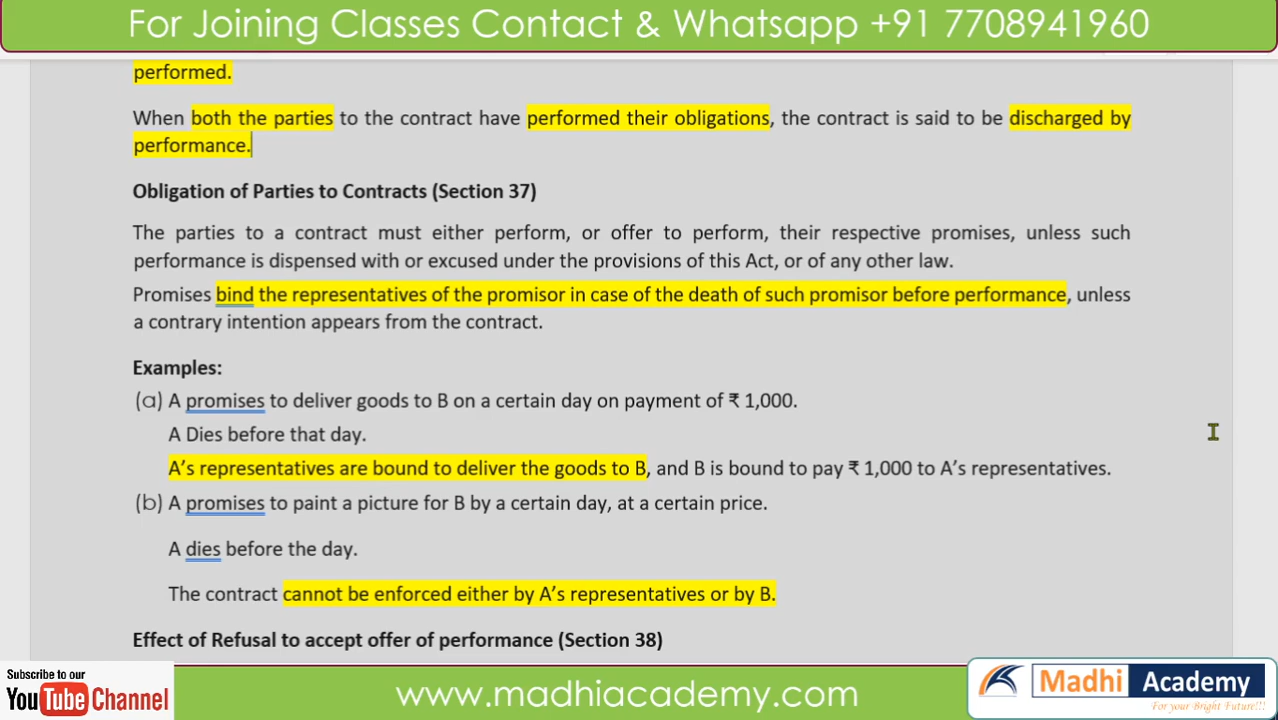 For Joining Classes Contact & Whatsapp +91 7708941960
performed.
When both the parties to the contract have performed their obligations, the contract is said to be discharged by
performance.
Obligation of Parties to Contracts (Section 37)
The parties to a contract must either perform, or offer to perform, their respective promises, unless such
performance is dispensed with or excused under the provisions of this Act, or of any other law.
Promises bind the representatives of the promisor in case of the death of such promisor before performance, unless
a contrary intention appears from the contract.
Examples:
(a) A promises to deliver goods to B on a certain day on payment of ₹ 1,000.
A Dies before that day.
A’s representatives are bound to deliver the goods to B, and B is bound to pay ₹ 1,000 to A’s representatives.
(b) A promises to paint a picture for B by a certain day, at a certain price.
A dies before the day.
The contract cannot be enforced either by A’s representatives or by B.
Effect of Refusal to accept offer of performance (Section 38)
Subscribe to our
YouTube Channel
www.madhiacademy.com
Madhi Academy
For your Bright Future!!!